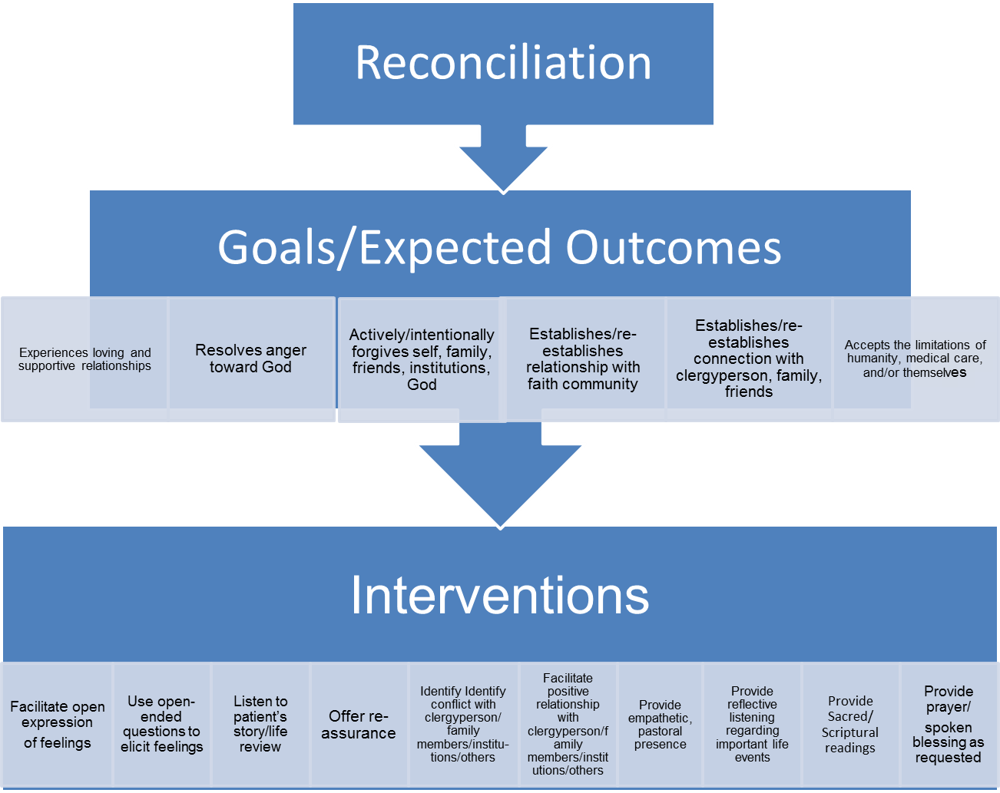 Reconciliation
Goals/Expected Outcomes
Experiences loving and
supportive relationships
Resolves anger
toward God
Actively/intentionally
forgives self, family,
friends, institutions,
God
Establishes/re-
establishes
relationship with
faith community
Establishes/re-
establishes
connection with
clergyperson, family,
friends
Accepts the limitations of
humanity, medical care,
and/or themselves
Interventions
Facilitate open
expression
of feelings
Use open-
ended
questions to
elicit feelings
Listen to
patient’s
story/life
review
Offer re-
assurance
Identify Identify
conflict with
clergyperson/
family
members/institu-
tions/others
Facilitate
positive
relationship
with
clergyperson/f
amily
members/instit
utions/others
Provide
empathetic,
pastoral
presence
Provide
reflective
listening
regarding
important life
events
Provide
Sacred/
Scriptural
readings
Provide
prayer/
spoken
blessing as
requested